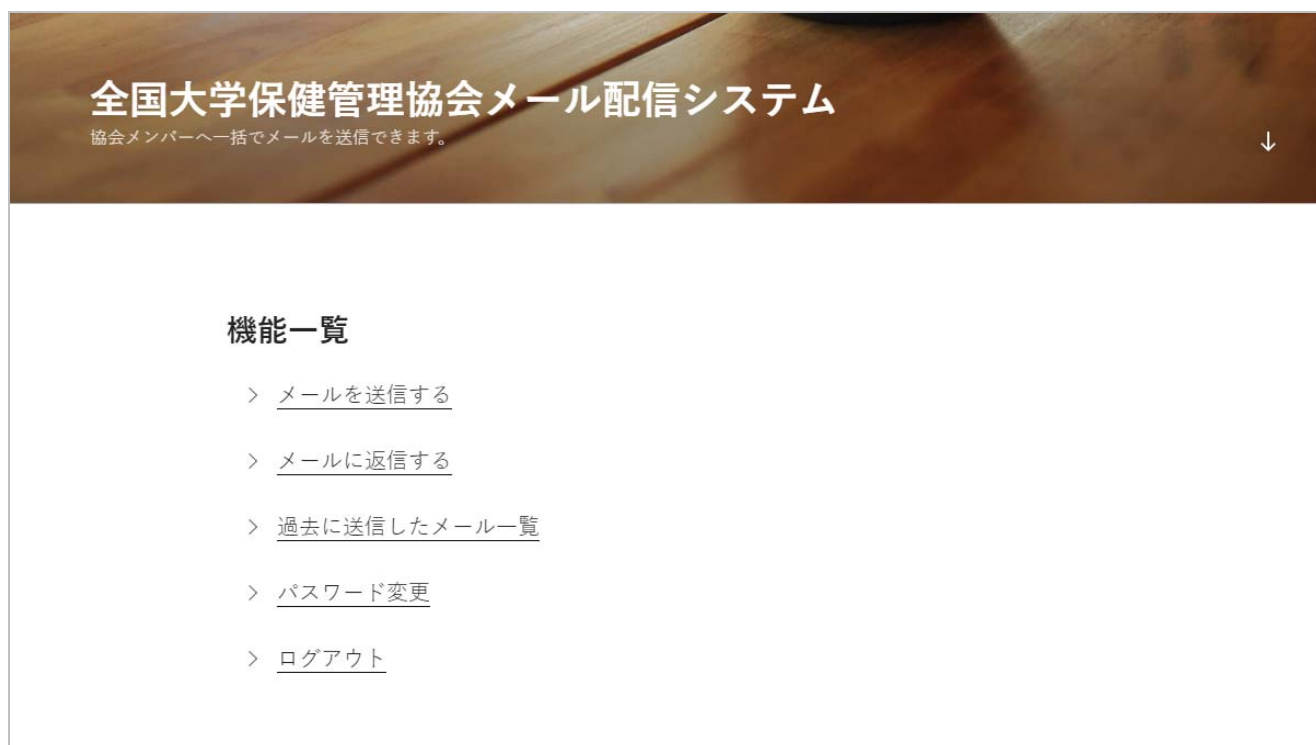 全国大学保健管理協会メール配信システム
協会メンバーへ一括でメールを送信できます。
機能一覧
メールを送信する
メールに返信する
過去に送信したメール一覧
パスワード変更
ログアウト